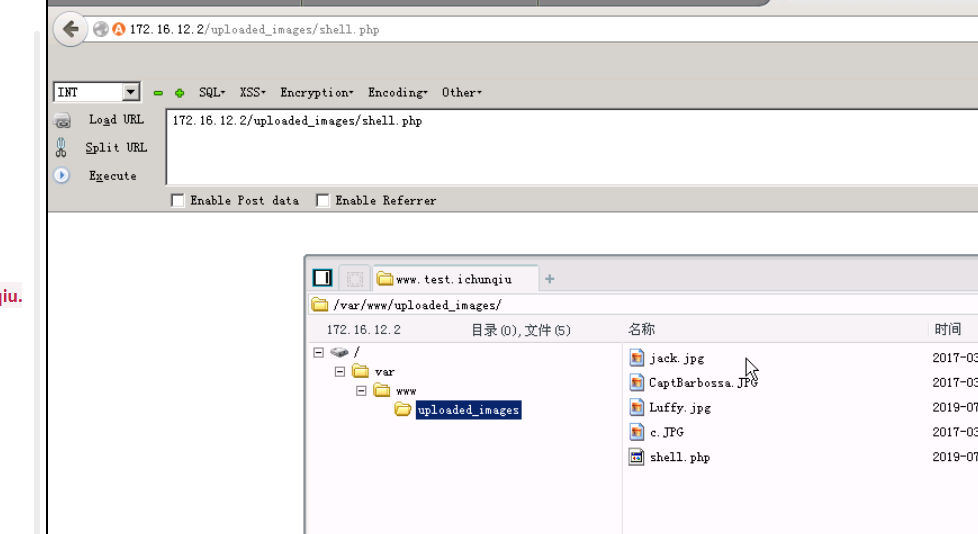 172.16.12.2/uploaded_images/shell.php
INT SQL XSS Encryption Encoding Other
Load URL 172.16.12.2/uploaded_images/shell.php
Split URL
Execute
Enable Post data Enable Referrer
www.test.ichunqiu
iu.
/var/www/uploaded_images/
172.16.12.2 目录(0),文件(5) 名称 时间
/ jack.jpg 2017-03
var CaptBarbossa.JPG 2017-03
www Luffy.jpg 2019-07
uploaded_images c.JPG 2017-03
shell.php 2019-07